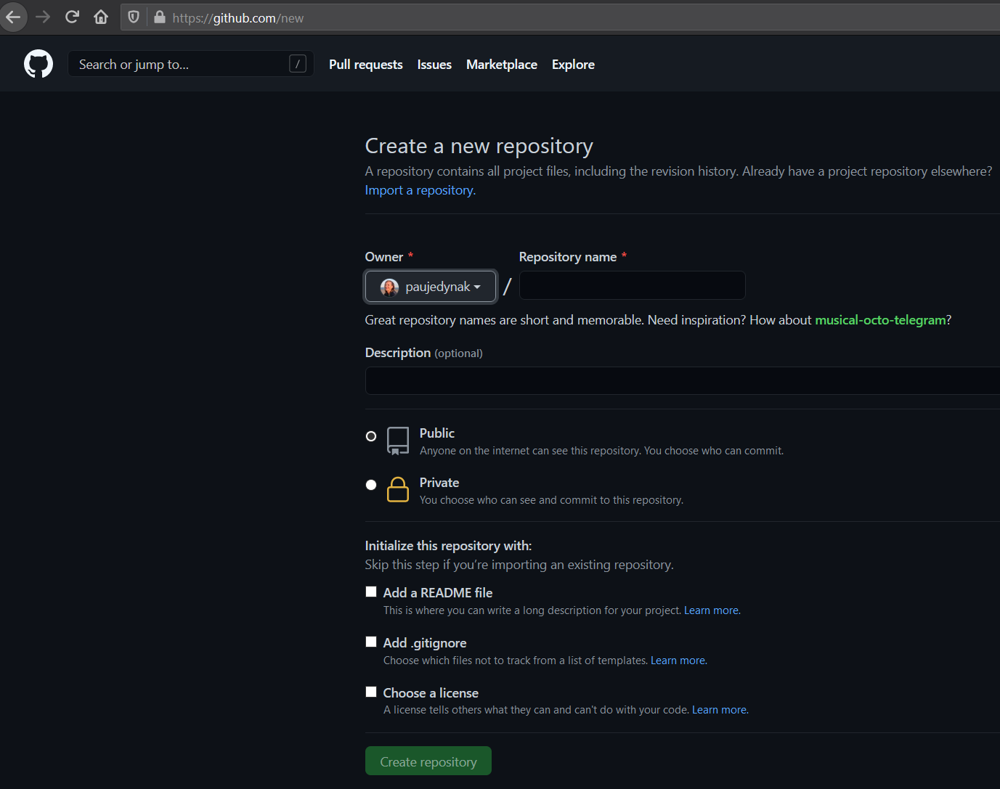 https://github.com/new
Search or jump to... /
Pull requests Issues Marketplace Explore
Create a new repository
A repository contains all project files, including the revision history. Already have a project repository elsewhere?
Import a repository.
Owner * Repository name *
paujedynak /
Great repository names are short and memorable. Need inspiration? How about musical-octo-telegram?
Description (optional)
Public
Anyone on the internet can see this repository. You choose who can commit.
Private
You choose who can see and commit to this repository.
Initialize this repository with:
Skip this step if you’re importing an existing repository.
Add a README file
This is where you can write a long description for your project. Learn more.
Add .gitignore
Choose which files not to track from a list of templates. Learn more.
Choose a license
A license tells others what they can and can't do with your code. Learn more.
Create repository